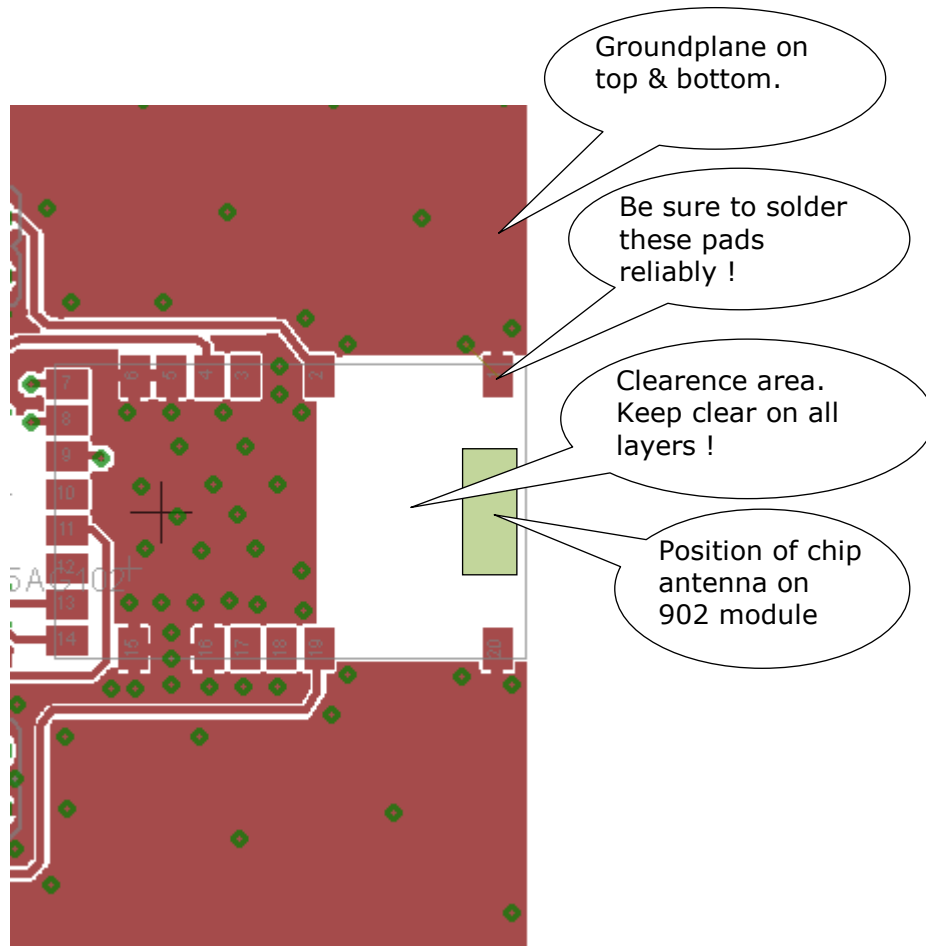 Groundplane on
top & bottom.
Be sure to solder
these pads
reliably !
Clearence area.
Keep clear on all
layers !
Position of chip
antenna on
902 module
6
5
4
3
2
7
8
9
10
11
12
13
14
15
16
17
18
19
20